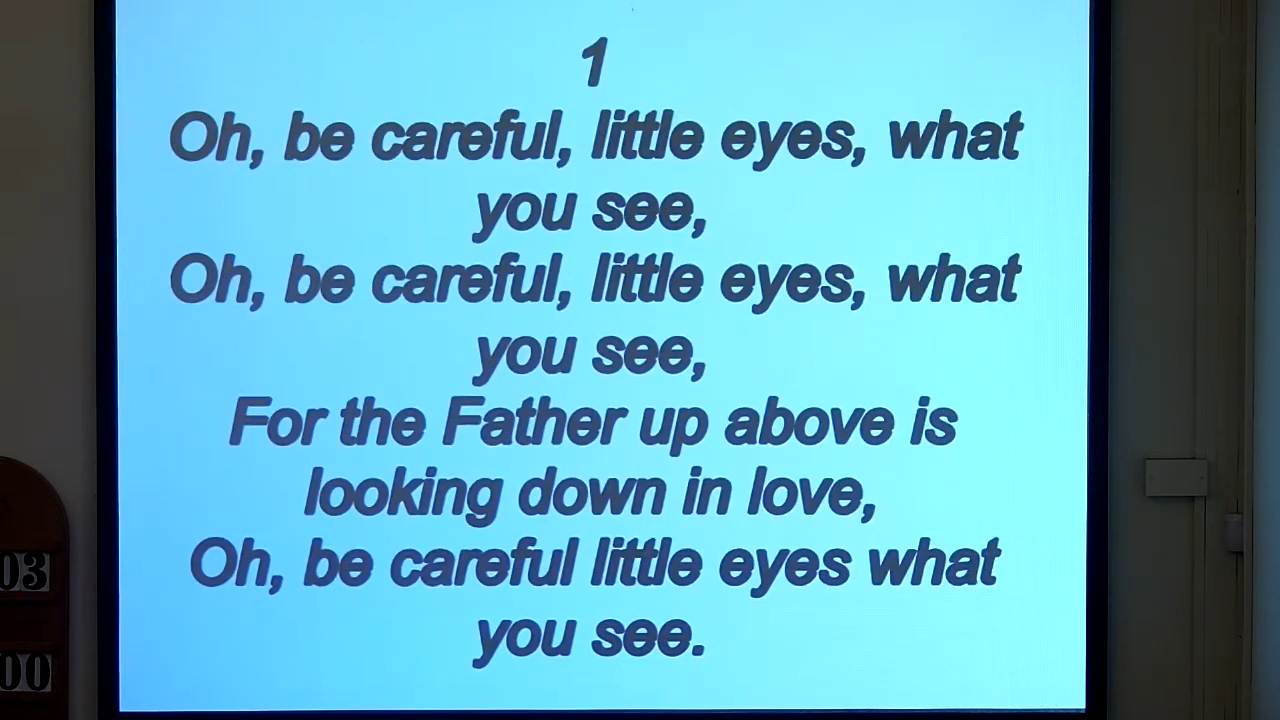 1
Oh, be careful, little eyes, what
you see,
Oh, be careful, little eyes, what
you see,
For the Father up above is
looking down in love,
Oh, be careful little eyes what
you see.
03
00